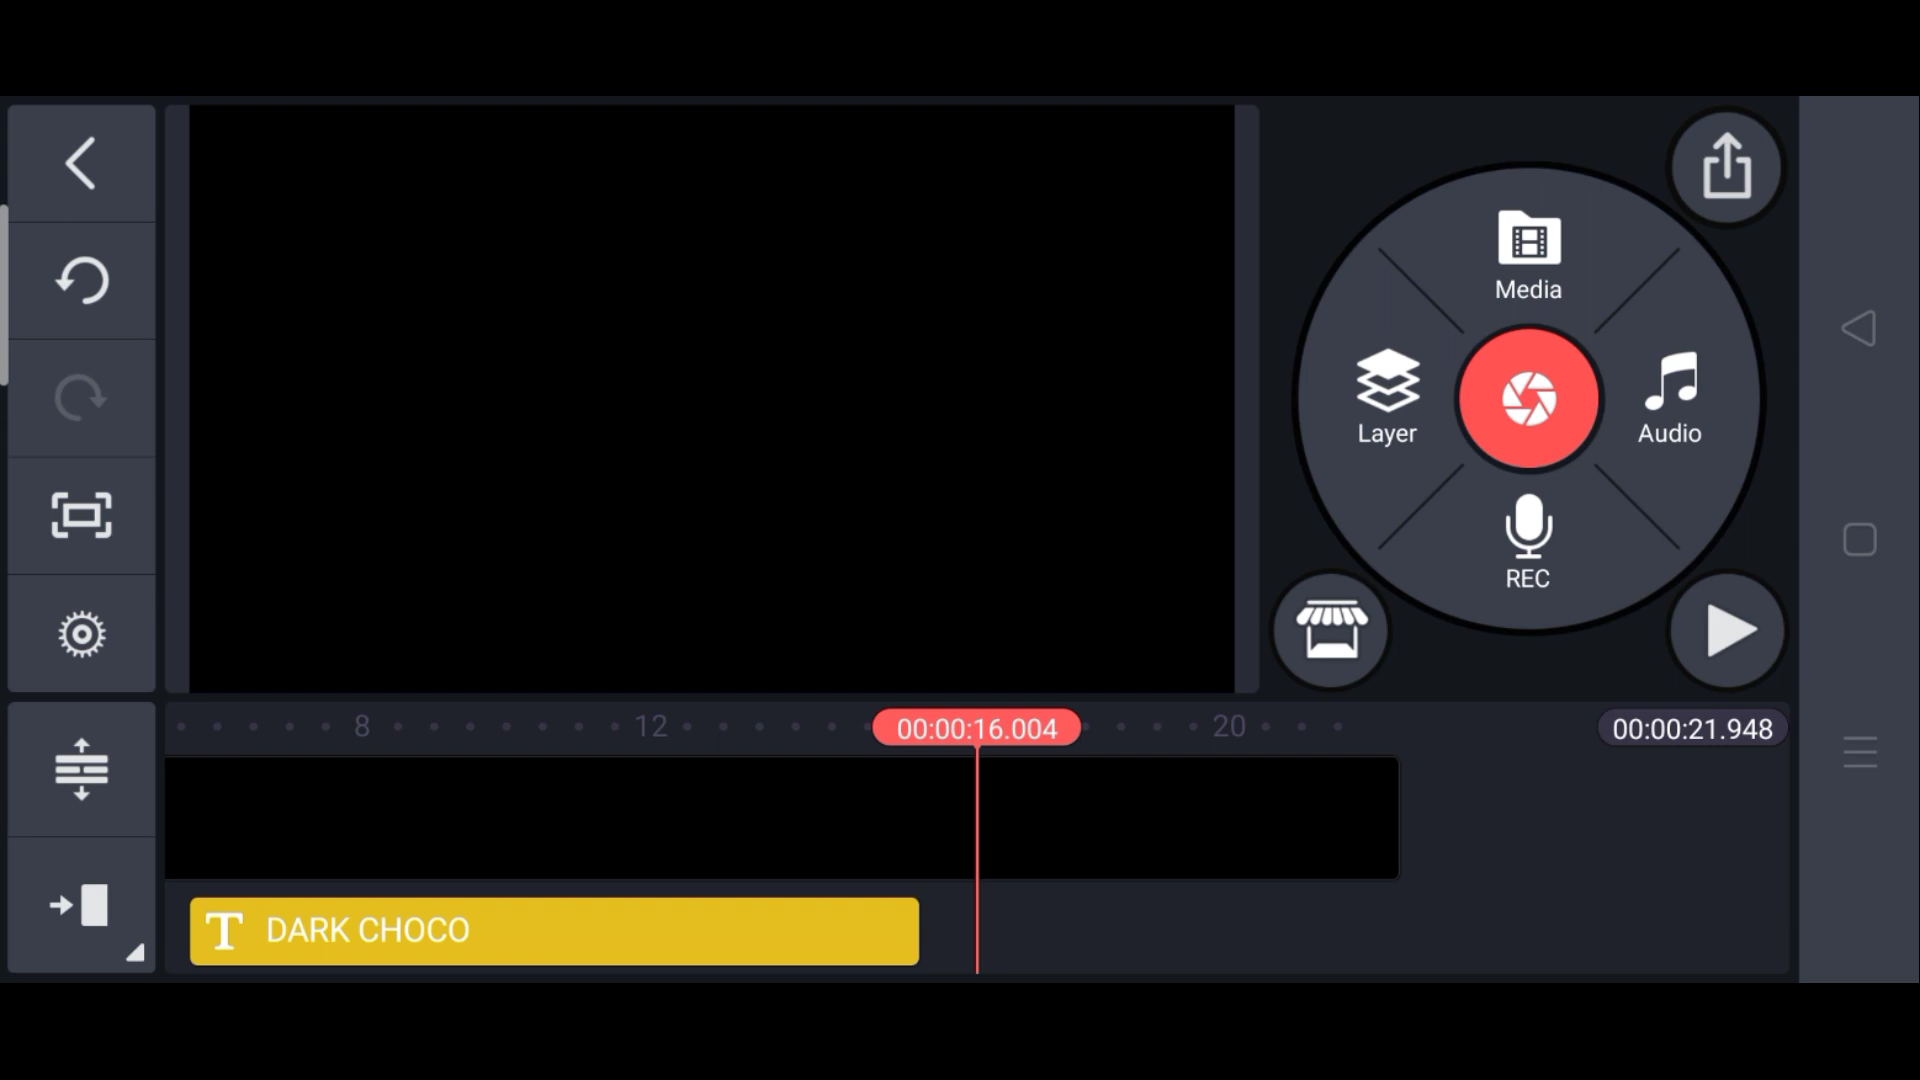 Media
Layer
Audio
REC
8
12
00:00:16.004
20
00:00:21.948
T DARK CHOCO